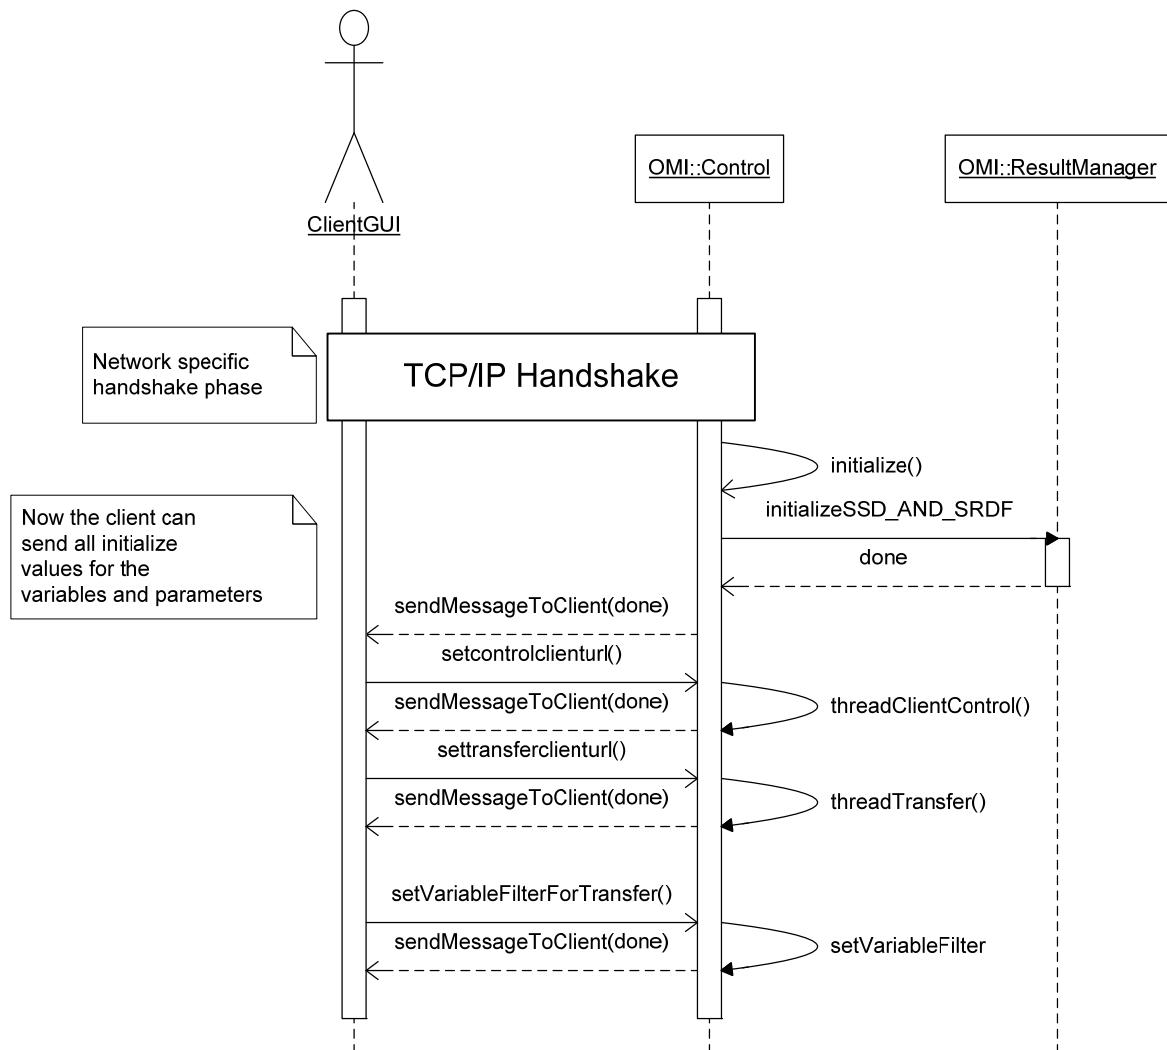 OMI::Control
OMI::ResultManager
ClientGUI
Network specific
handshake phase
TCP/IP Handshake
initialize()
Now the client can
send all initialize
values for the
variables and parameters
initializeSSD_AND_SRDF
done
sendMessageToClient(done)
setcontrolclienturl()
sendMessageToClient(done)
threadClientControl()
settransferclienturl()
sendMessageToClient(done)
threadTransfer()
setVariableFilterForTransfer()
sendMessageToClient(done)
setVariableFilter